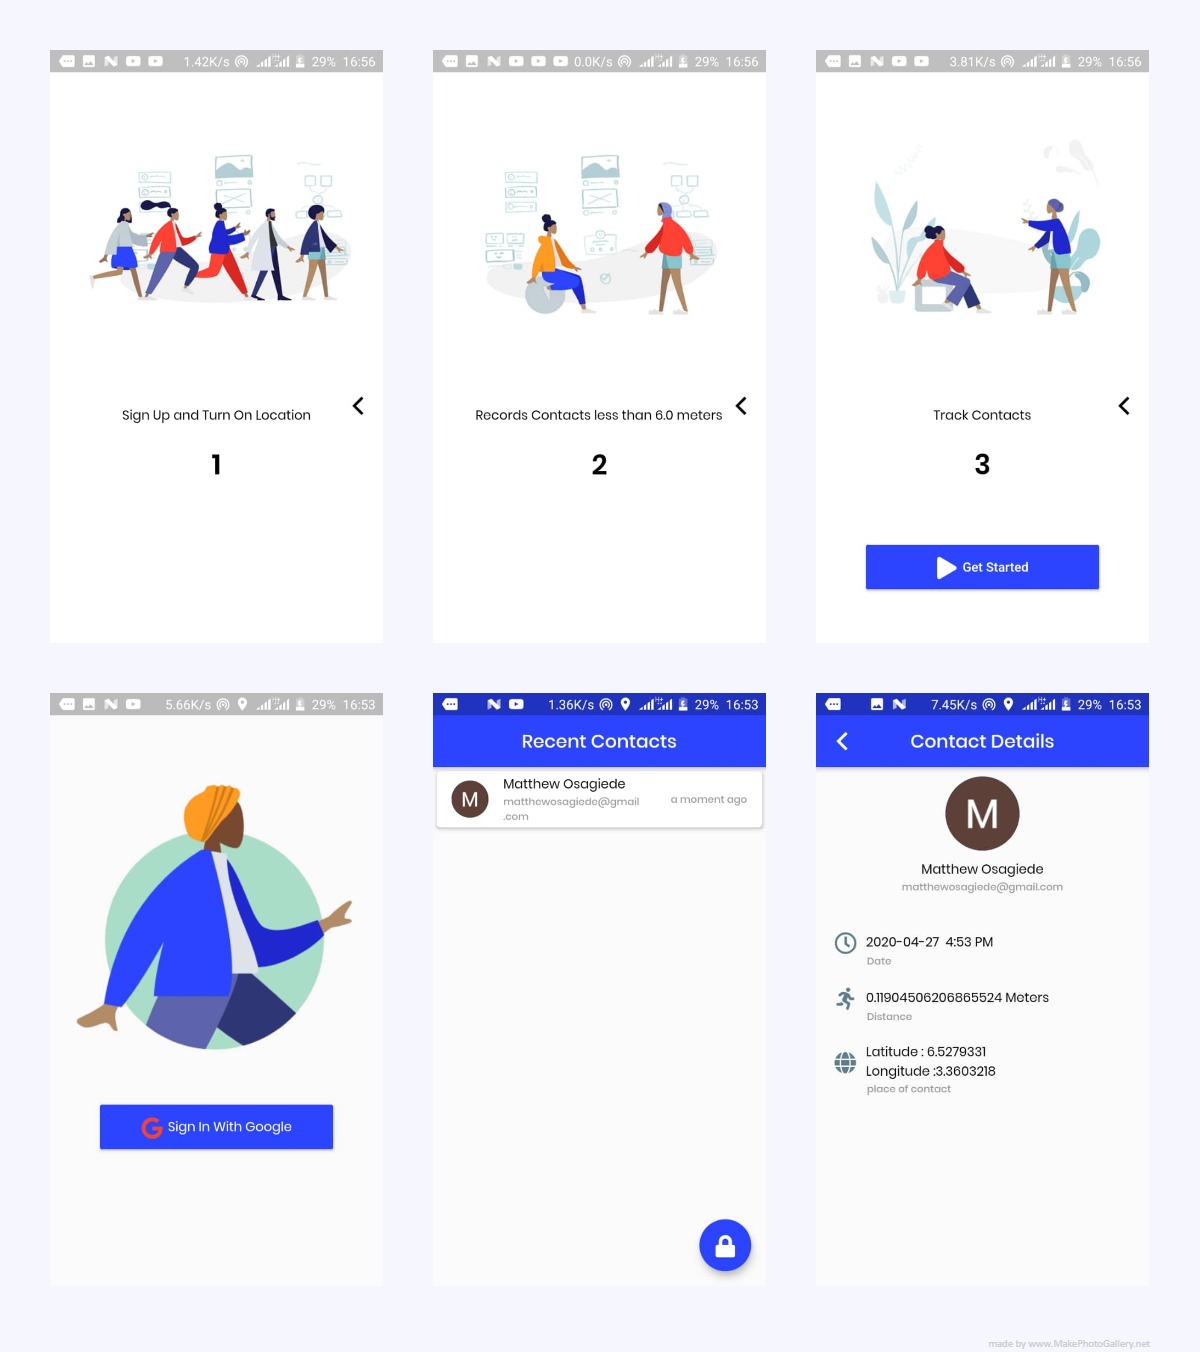 1.42K/s 29% 16:56
Sign Up and Turn On Location
1
0.0K/s 29% 16:56
Records Contacts less than 6.0 meters
2
3.81K/s 29% 16:56
Track Contacts
3
Get Started
5.66K/s 29% 16:53
Sign In With Google
1.36K/s 29% 16:53
Recent Contacts
M
Matthew Osagiede
matthewosagiede@gmail
.com
a moment ago
7.45K/s 29% 16:53
Contact Details
M
Matthew Osagiede
matthewosagiede@gmail.com
2020-04-27 4:53 PM
Date
0.11904506206865524 Meters
Distance
Latitude : 6.5279331
Longitude :3.3603218
place of contact
made by www.MakePhotoGallery.net